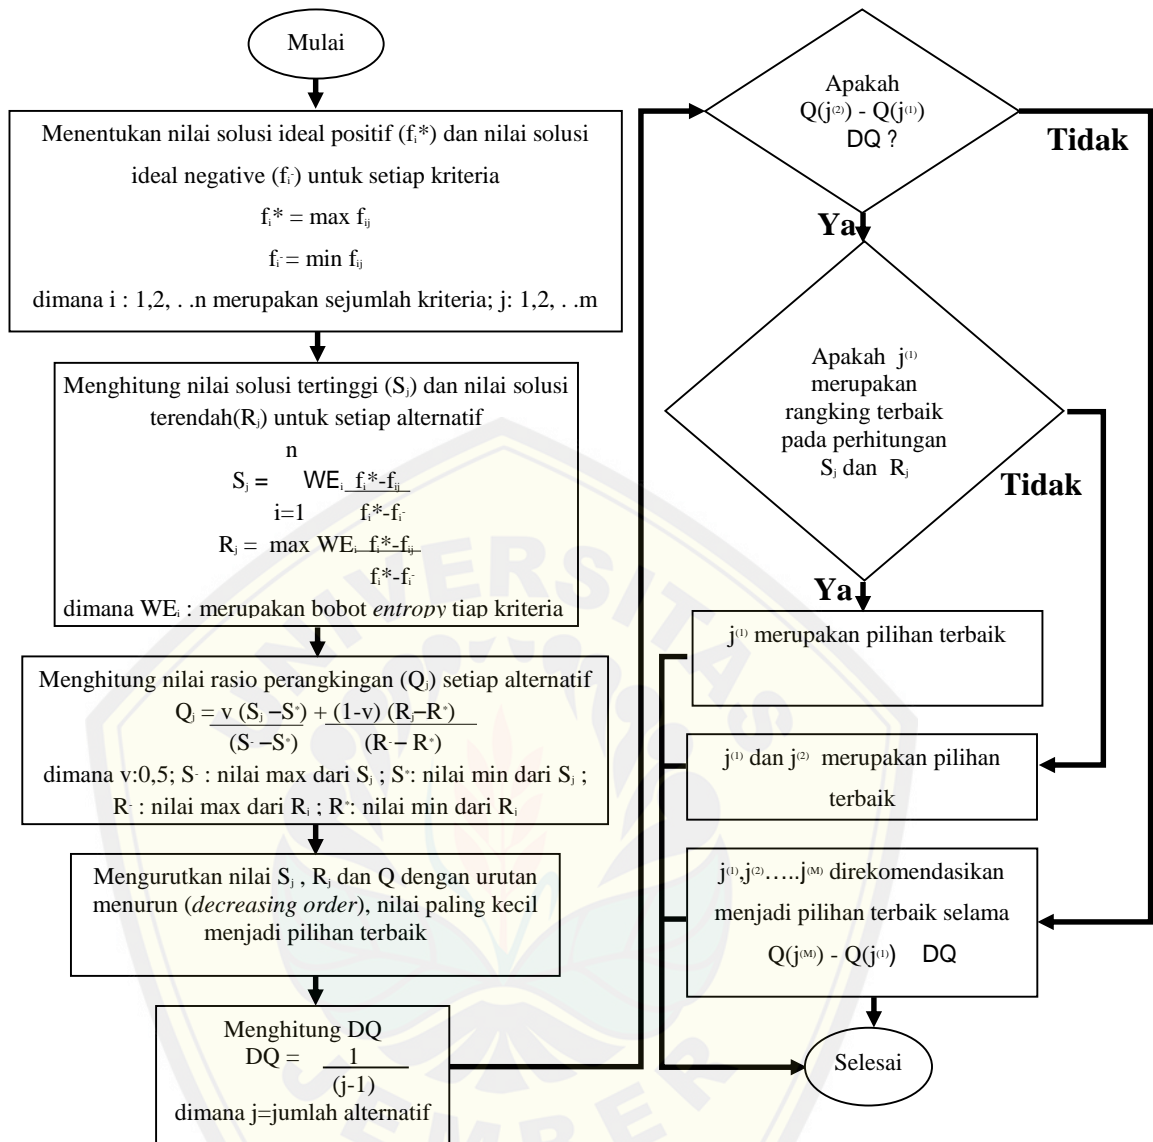 Mulai
Menentukan nilai solusi ideal positif (fᵢ*) dan nilai solusi
ideal negative (fᵢ-) untuk setiap kriteria
fᵢ* = max fᵢⱼ
fᵢ- = min fᵢⱼ
dimana i : 1,2, . .n merupakan sejumlah kriteria; j: 1,2, . .m
Menghitung nilai solusi tertinggi (Sⱼ) dan nilai solusi
terendah(Rⱼ) untuk setiap alternatif
n
Sⱼ = WEᵢ fᵢ*-fᵢⱼ
i=1 fᵢ*-fᵢ-
Rⱼ = max WEᵢ fᵢ*-fᵢⱼ
fᵢ*-fᵢ-
dimana WEᵢ : merupakan bobot entropy tiap kriteria
Menghitung nilai rasio perangkingan (Qⱼ) setiap alternatif
Qⱼ = v (Sⱼ –S*) + (1-v) (Rⱼ–R*)
(S- –S*) (R-– R*)
dimana v:0,5; S- : nilai max dari Sⱼ ; S*: nilai min dari Sⱼ ;
R- : nilai max dari Rⱼ ; R*: nilai min dari Rⱼ
Mengurutkan nilai Sⱼ , Rⱼ dan Q dengan urutan
menurun (decreasing order), nilai paling kecil
menjadi pilihan terbaik
Menghitung DQ
DQ = 1
(j-1)
dimana j=jumlah alternatif
Apakah
Q(j⁽²⁾) - Q(j⁽¹⁾)
DQ ?
Tidak
Ya
Apakah j⁽¹⁾
merupakan
rangking terbaik
pada perhitungan
Sⱼ dan Rⱼ
Tidak
Ya
j⁽¹⁾ merupakan pilihan terbaik
j⁽¹⁾ dan j⁽²⁾ merupakan pilihan
terbaik
j⁽¹⁾,j⁽²⁾…..j⁽ᴹ⁾ direkomendasikan
menjadi pilihan terbaik selama
Q(j⁽ᴹ⁾) - Q(j⁽¹⁾) DQ
Selesai
UNIVERSITAS
JEMBER